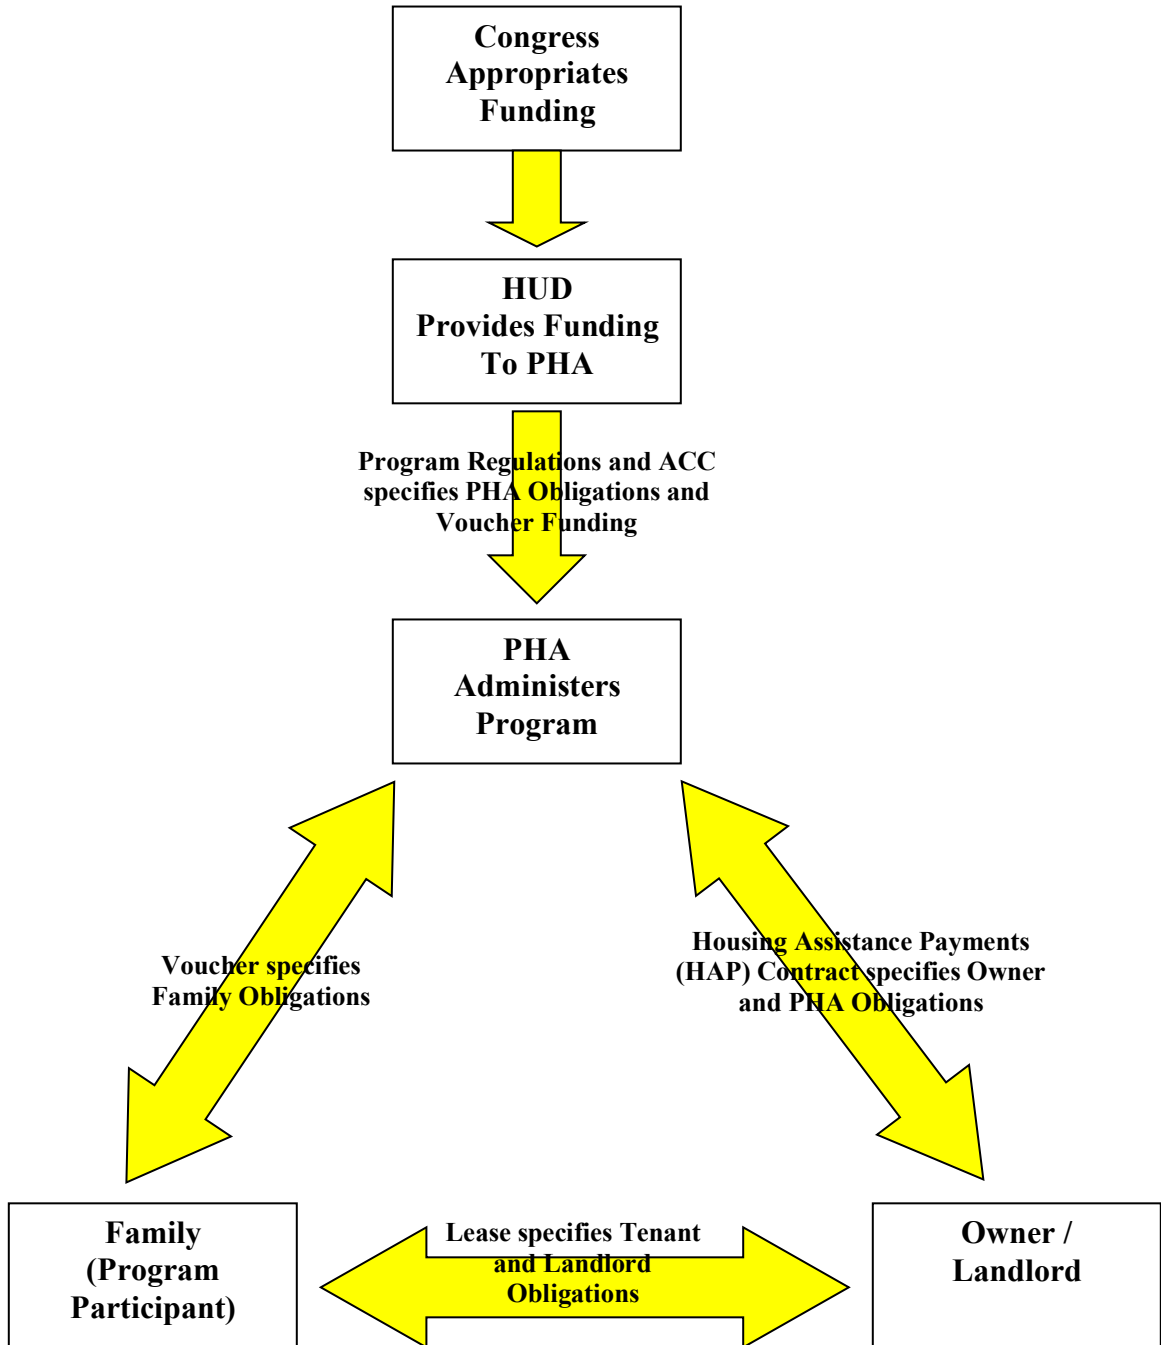 Congress
Appropriates
Funding
HUD
Provides Funding
To PHA
Program Regulations and ACC
specifies PHA Obligations and
Voucher Funding
PHA
Administers
Program
Voucher specifies
Family Obligations
Housing Assistance Payments
(HAP) Contract specifies Owner
and PHA Obligations
Family
(Program
Participant)
Lease specifies Tenant
and Landlord
Obligations
Owner /
Landlord